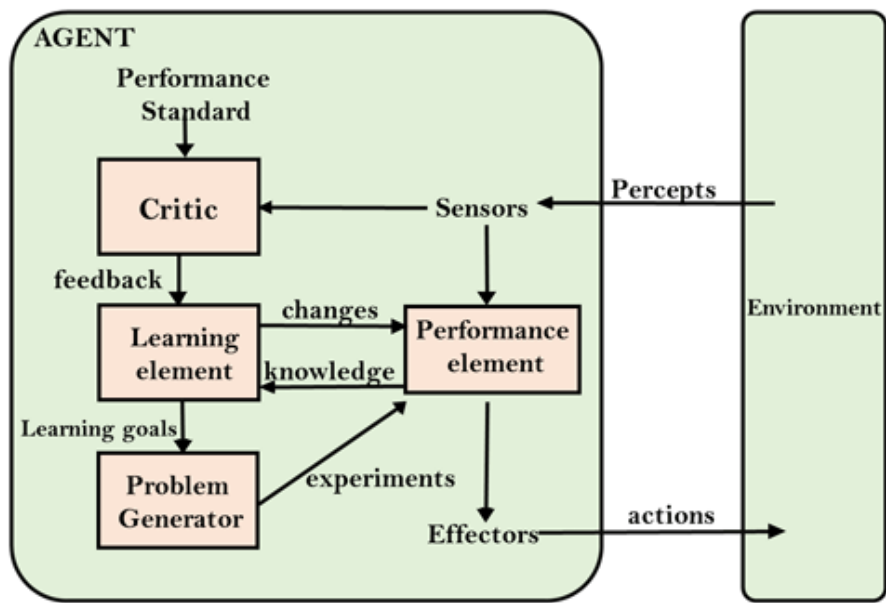 AGENT
Performance
Standard
Critic
Sensors
Percepts
feedback
changes
Learning
element
Performance
element
Environment
knowledge
Learning goals
experiments
Problem
Generator
Effectors
actions